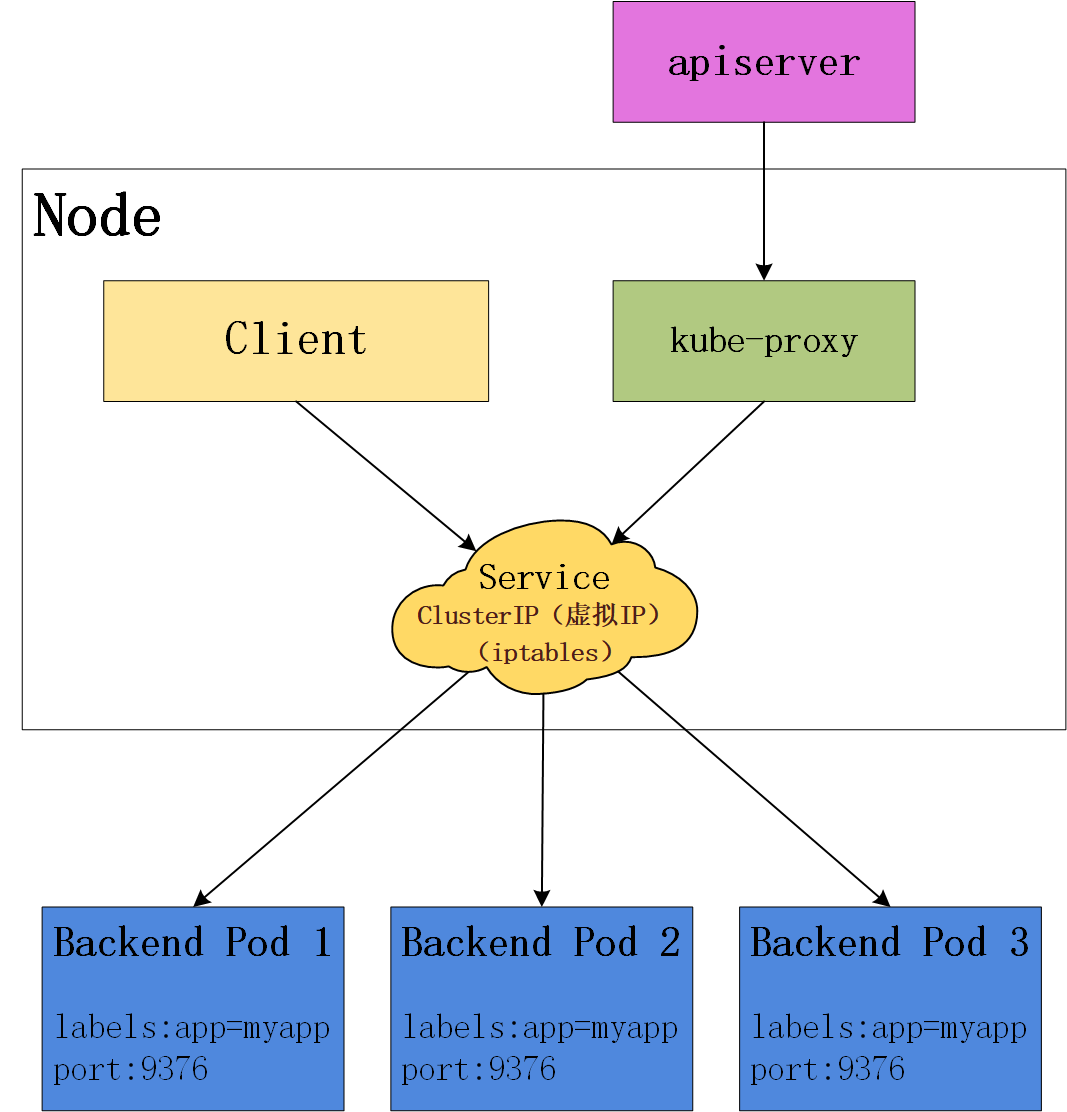 apiserver
Node
Client
kube-proxy
Service
ClusterIP（虚拟IP）
（iptables）
Backend Pod 1
labels:app=myapp
port:9376
Backend Pod 2
labels:app=myapp
port:9376
Backend Pod 3
labels:app=myapp
port:9376